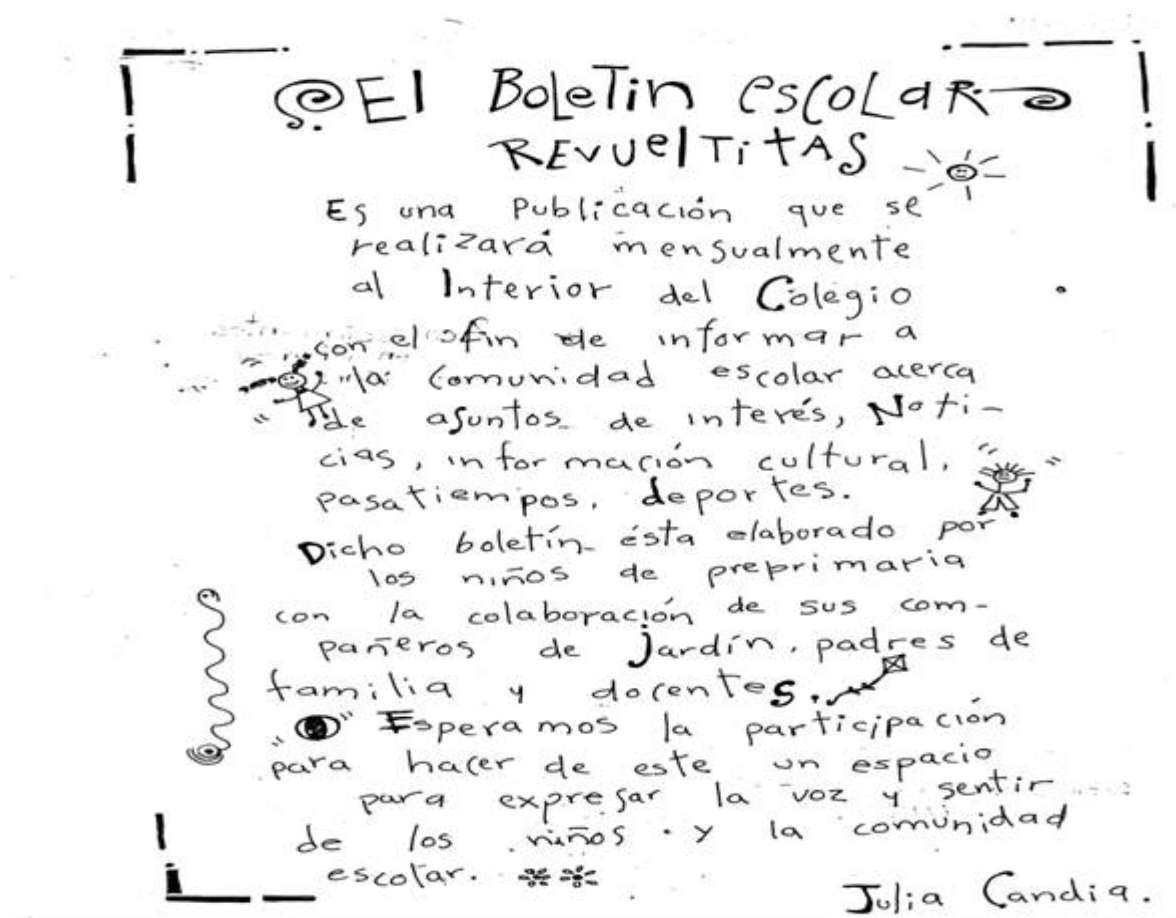 El BoleTin escolaR
REVUelTitAS
Es una Publicación que se
realizará mensualmente
al Interior del Colegio
con el fin de informar a
la comunidad escolar acerca
de asuntos de interés, Noti-
cias, información cultural,
pasatiempos, deportes.
Dicho boletín ésta elaborado por
los niños de preprimaria
con la colaboración de sus com-
pañeros de Jardín, padres de
familia y docentes.
Esperamos la participación
para hacer de este un espacio
para expresar la voz y sentir
de los niños y la comunidad
escolar.
Julia Candia.